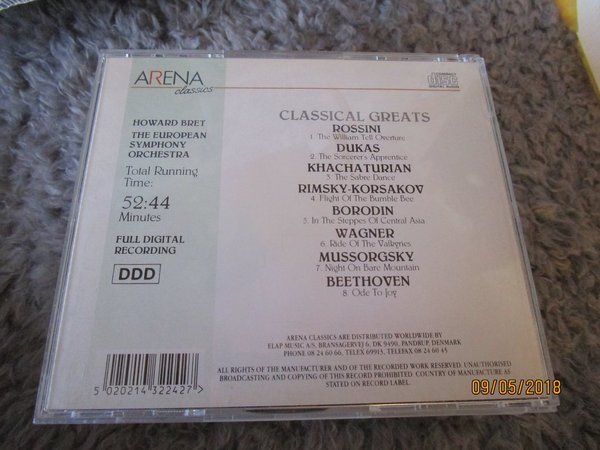 ARENA
classics
COMPACT
disc
DIGITAL AUDIO
HOWARD BRET
THE EUROPEAN
SYMPHONY
ORCHESTRA
Total Running
Time:
52:44
Minutes
FULL DIGITAL
RECORDING
DDD
CLASSICAL GREATS
ROSSINI
1. The William Tell Overture
DUKAS
2. The Sorcerer's Apprentice
KHACHATURIAN
3. The Sabre Dance
RIMSKY-KORSAKOV
4. Flight Of The Bumble Bee
BORODIN
5. In The Steppes Of Central Asia
WAGNER
6. Ride Of The Valkyries
MUSSORGSKY
7. Night On Bare Mountain
BEETHOVEN
8. Ode To Joy
ARENA CLASSICS ARE DISTRIBUTED WORLDWIDE BY
ELAP MUSIC A/S, BRANSAGERVEJ 6, DK 9490, PANDRUP, DENMARK
PHONE 08 24 60 66, TELEX 69913, TELEFAX 08 24 60 45
ALL RIGHTS OF THE MANUFACTURER AND OF THE RECORDED WORK RESERVED. UNAUTHORISED
BROADCASTING AND COPYING OF THIS RECORD PROHIBITED. COUNTRY OF MANUFACTURE AS
STATED ON RECORD LABEL.
5 020214 322427 >
09/05/2018